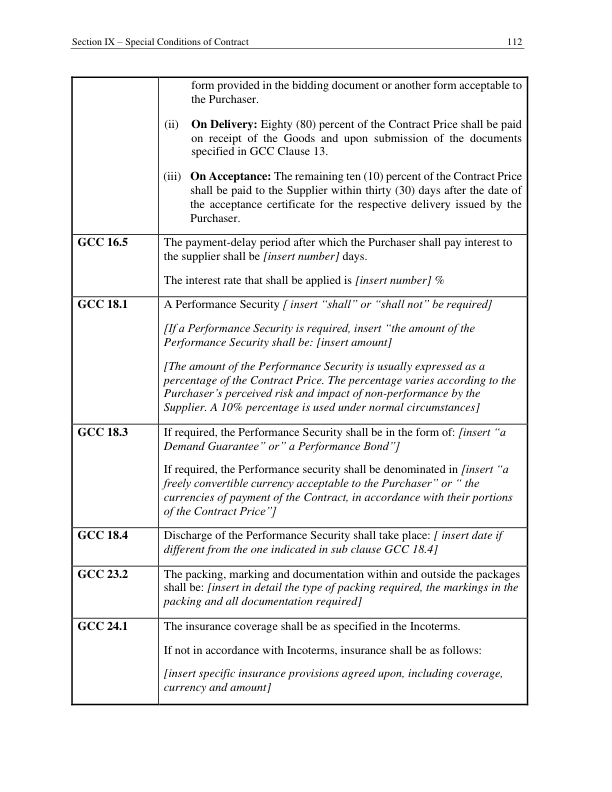 Section IX – Special Conditions of Contract 112
form provided in the bidding document or another form acceptable to
the Purchaser.
(ii) On Delivery: Eighty (80) percent of the Contract Price shall be paid
on receipt of the Goods and upon submission of the documents
specified in GCC Clause 13.
(iii) On Acceptance: The remaining ten (10) percent of the Contract Price
shall be paid to the Supplier within thirty (30) days after the date of
the acceptance certificate for the respective delivery issued by the
Purchaser.
GCC 16.5 The payment-delay period after which the Purchaser shall pay interest to
the supplier shall be [insert number] days.
The interest rate that shall be applied is [insert number] %
GCC 18.1 A Performance Security [ insert “shall” or “shall not” be required]
[If a Performance Security is required, insert “the amount of the
Performance Security shall be: [insert amount]
[The amount of the Performance Security is usually expressed as a
percentage of the Contract Price. The percentage varies according to the
Purchaser’s perceived risk and impact of non-performance by the
Supplier. A 10% percentage is used under normal circumstances]
GCC 18.3 If required, the Performance Security shall be in the form of: [insert “a
Demand Guarantee” or” a Performance Bond”]
If required, the Performance security shall be denominated in [insert “a
freely convertible currency acceptable to the Purchaser” or “ the
currencies of payment of the Contract, in accordance with their portions
of the Contract Price”]
GCC 18.4 Discharge of the Performance Security shall take place: [ insert date if
different from the one indicated in sub clause GCC 18.4]
GCC 23.2 The packing, marking and documentation within and outside the packages
shall be: [insert in detail the type of packing required, the markings in the
packing and all documentation required]
GCC 24.1 The insurance coverage shall be as specified in the Incoterms.
If not in accordance with Incoterms, insurance shall be as follows:
[insert specific insurance provisions agreed upon, including coverage,
currency and amount]